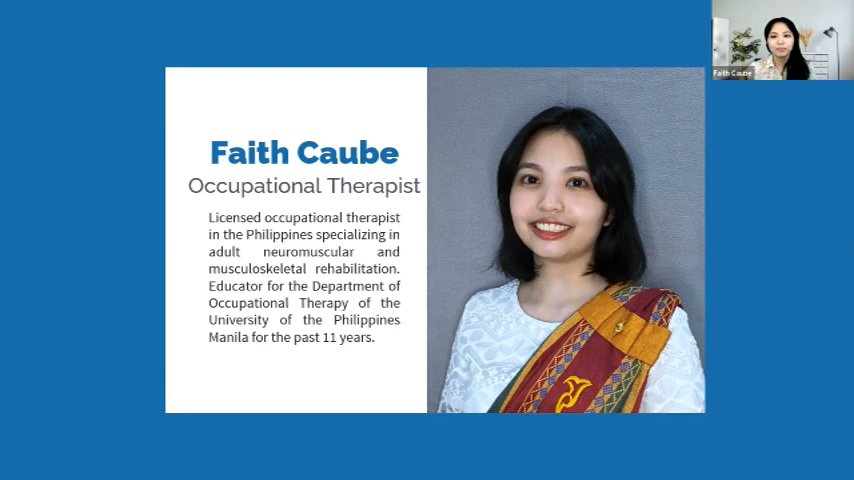 Faith Caube
Faith Caube
Occupational Therapist
Licensed occupational therapist
in the Philippines specializing in
adult neuromuscular and
musculoskeletal rehabilitation.
Educator for the Department of
Occupational Therapy of the
University of the Philippines
Manila for the past 11 years.